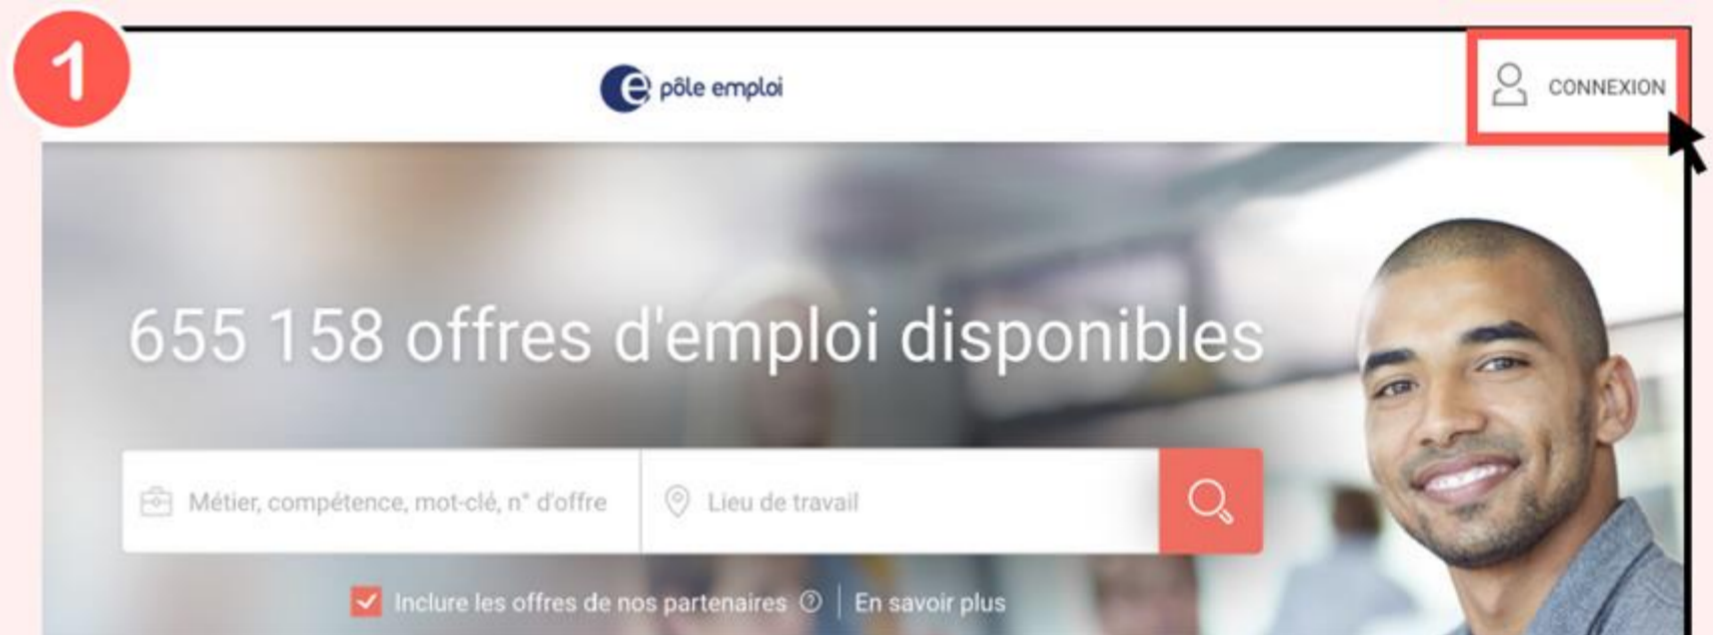 1
pôle emploi
CONNEXION
655 158 offres d'emploi disponibles
Métier, compétence, mot-clé, n° d'offre
Lieu de travail
Inclure les offres de nos partenaires ? | En savoir plus